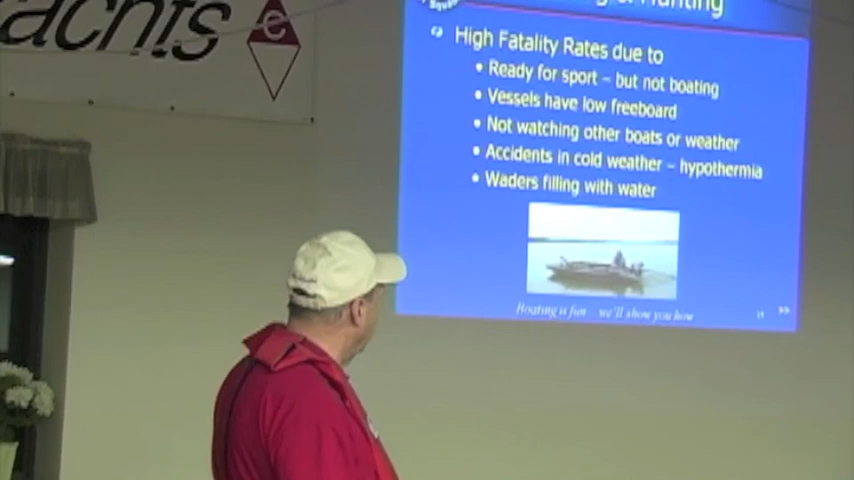 achts
e
& Hunting
High Fatality Rates due to
• Ready for sport – but not boating
• Vessels have low freeboard
• Not watching other boats or weather
• Accidents in cold weather – hypothermia
• Waders filling with water
Boating is fun we'll show you how